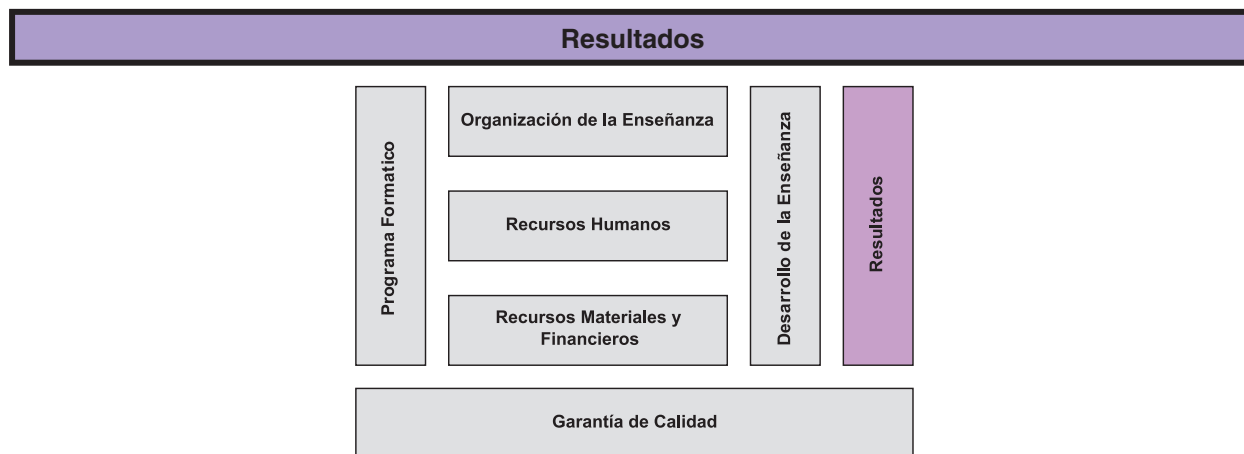 Resultados
Programa Formatico
Organización de la Enseñanza
Recursos Humanos
Recursos Materiales y
Financieros
Desarrollo de la Enseñanza
Resultados
Garantía de Calidad